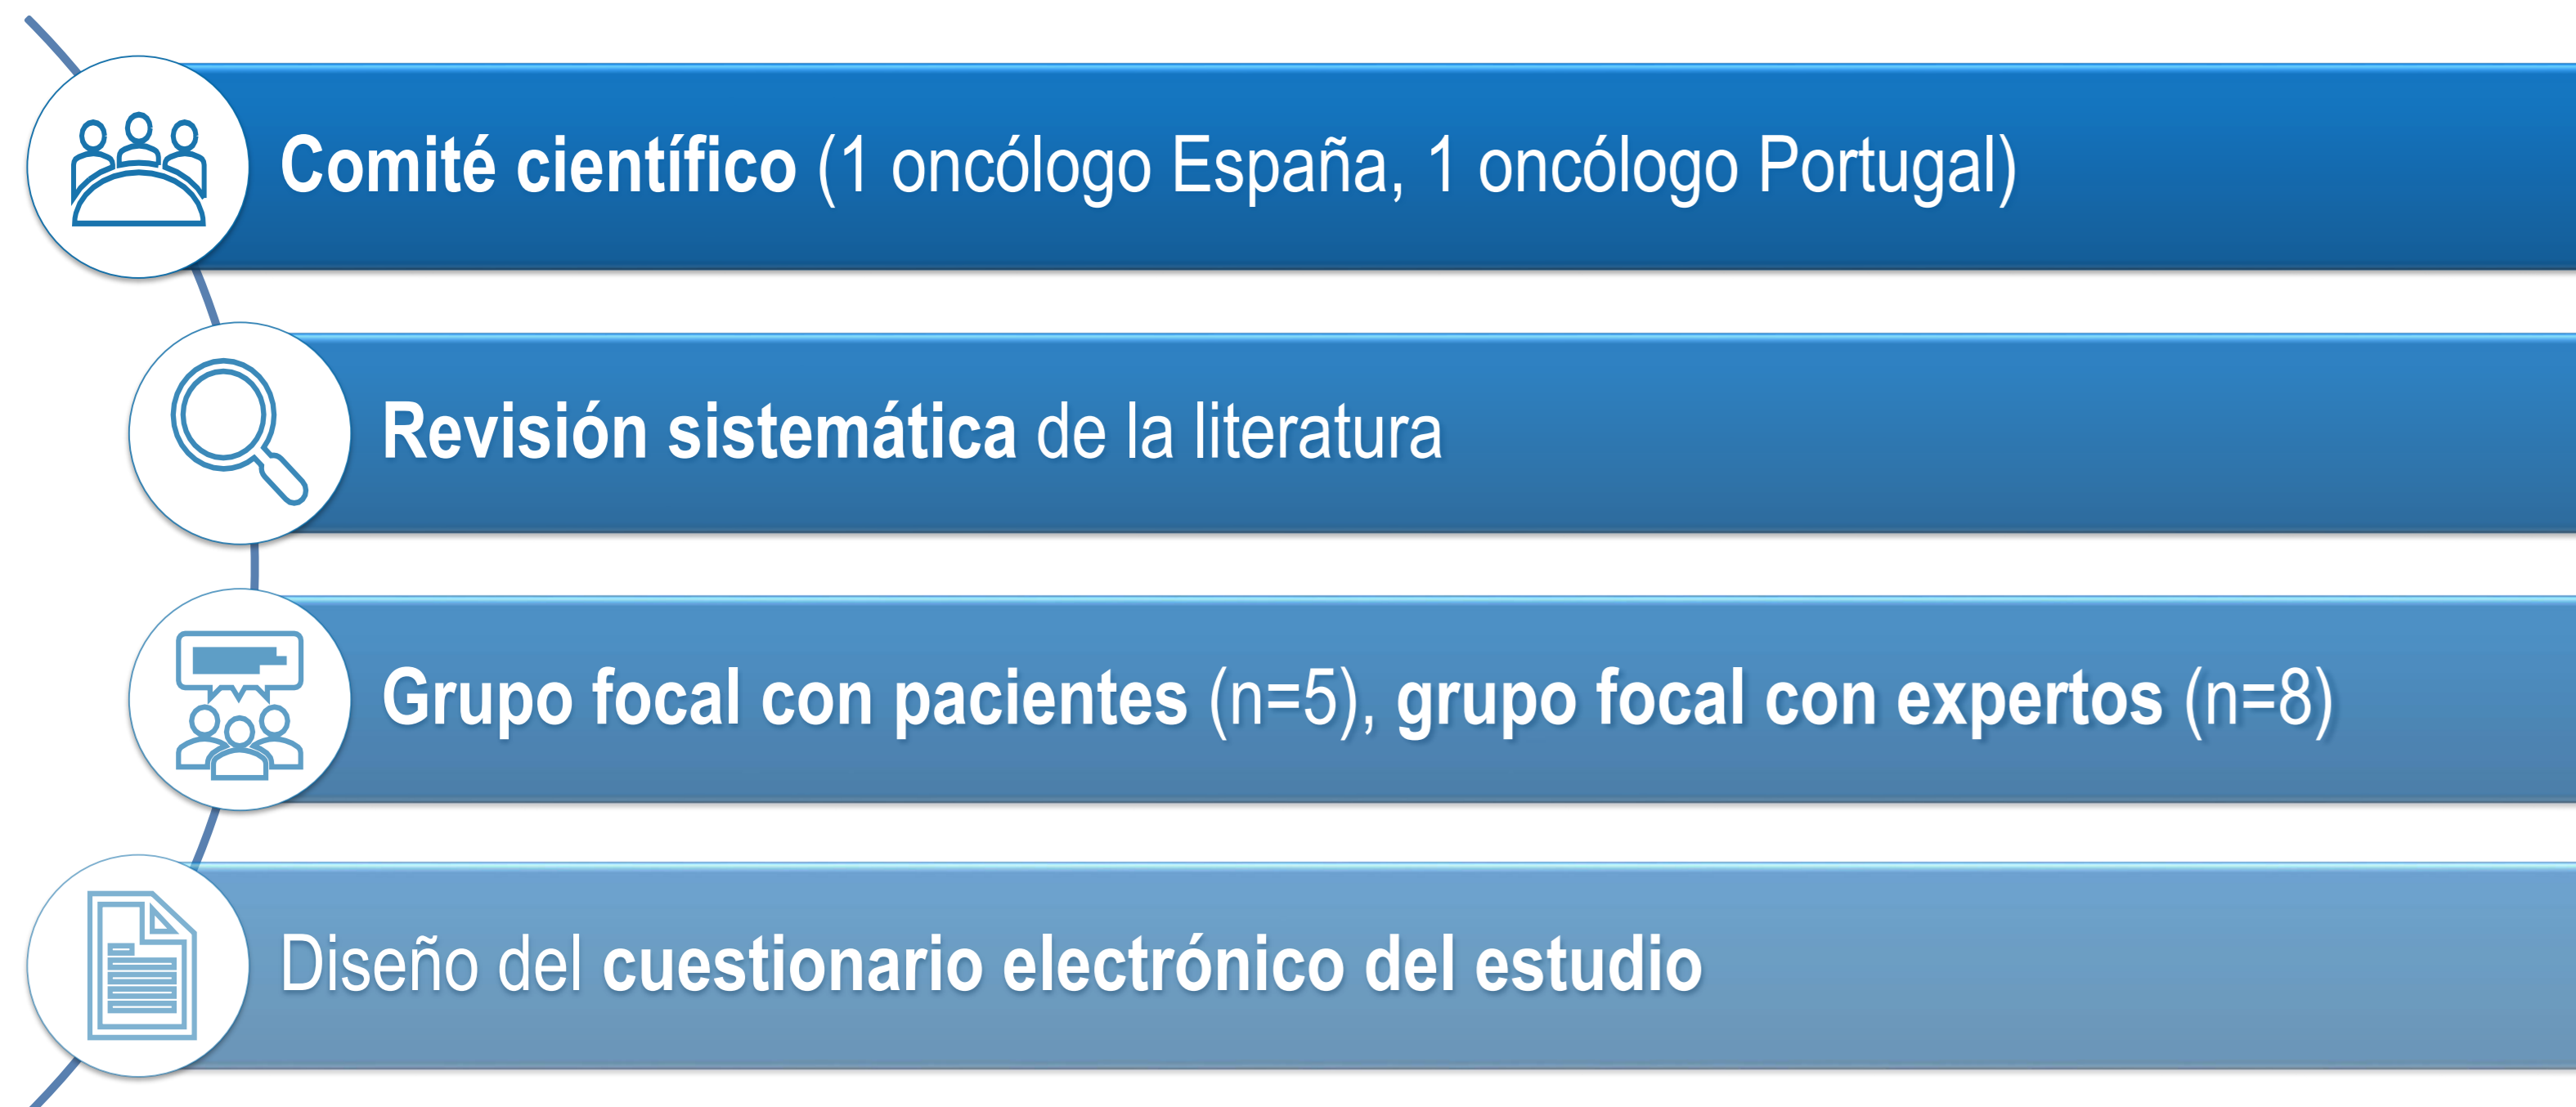 Comité científico (1 oncólogo España, 1 oncólogo Portugal)
Revisión sistemática de la literatura
Grupo focal con pacientes (n=5), grupo focal con expertos (n=8)
Diseño del cuestionario electrónico del estudio